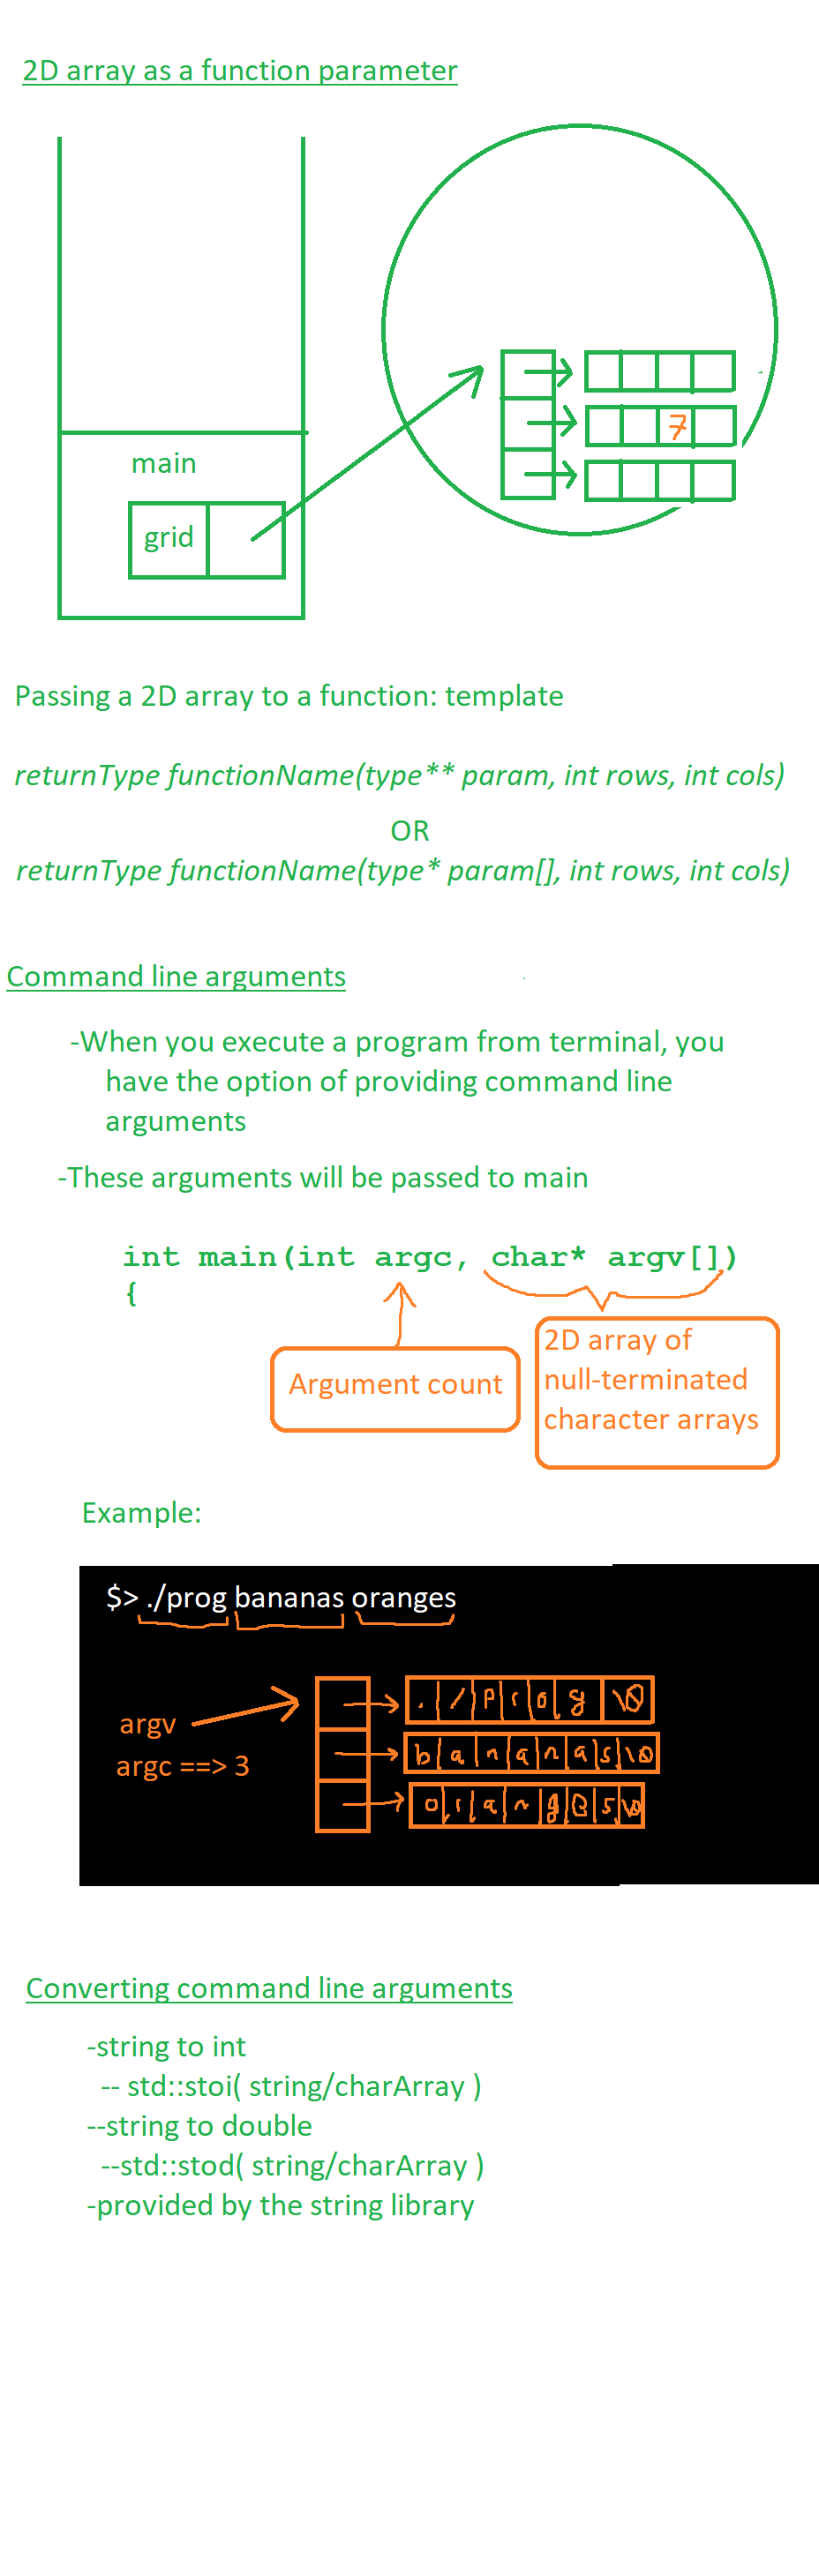 2D array as a function parameter
7
main
grid
Passing a 2D array to a function: template
returnType functionName(type** param, int rows, int cols)
OR
returnType functionName(type* param[], int rows, int cols)
Command line arguments
-When you execute a program from terminal, you
have the option of providing command line
arguments
-These arguments will be passed to main
int main(int argc, char* argv[])
{
Argument count
2D array of
null-terminated
character arrays
Example:
$> ./prog bananas oranges
. / p r o g \0
argv
b a n a n a s \0
argc ==> 3
o r a n g e s \0
Converting command line arguments
-string to int
-- std::stoi( string/charArray )
--string to double
--std::stod( string/charArray )
-provided by the string library